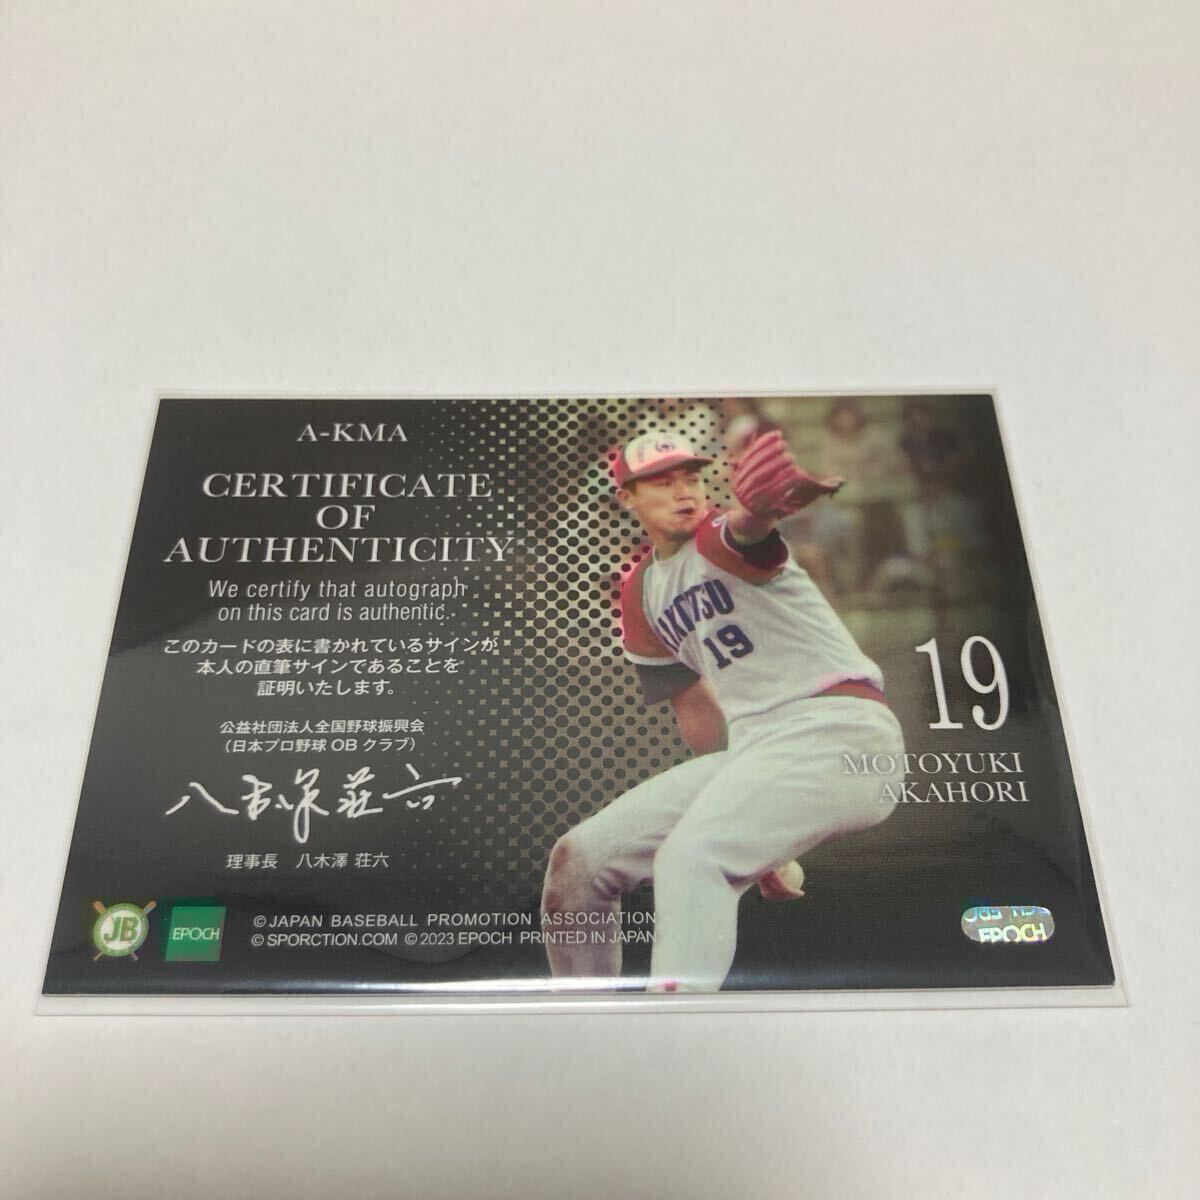 A-KMA
CERTIFICATE
OF
AUTHENTICITY
We certify that autograph
on this card is authentic.
このカードの表に書かれているサインが
本人の直筆サインであることを
証明いたします。
公益社団法人全国野球振興会
（日本プロ野球 OB クラブ）
八木澤荘六
理事長 八木澤 荘六
JB
EPOCH
©JAPAN BASEBALL PROMOTION ASSOCIATION
©SPORCTION.COM ©2023 EPOCH PRINTED IN JAPAN
19
19
MOTOYUKI
AKAHORI
EPOCH